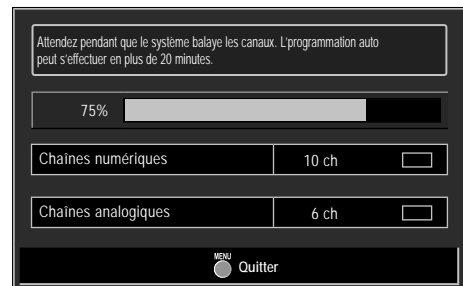 Attendez pendant que le système balaye les canaux. L'programmation auto
peut s'effectuer en plus de 20 minutes.
75%
Chaînes numériques 10 ch
Chaînes analogiques 6 ch
MENU
Quitter